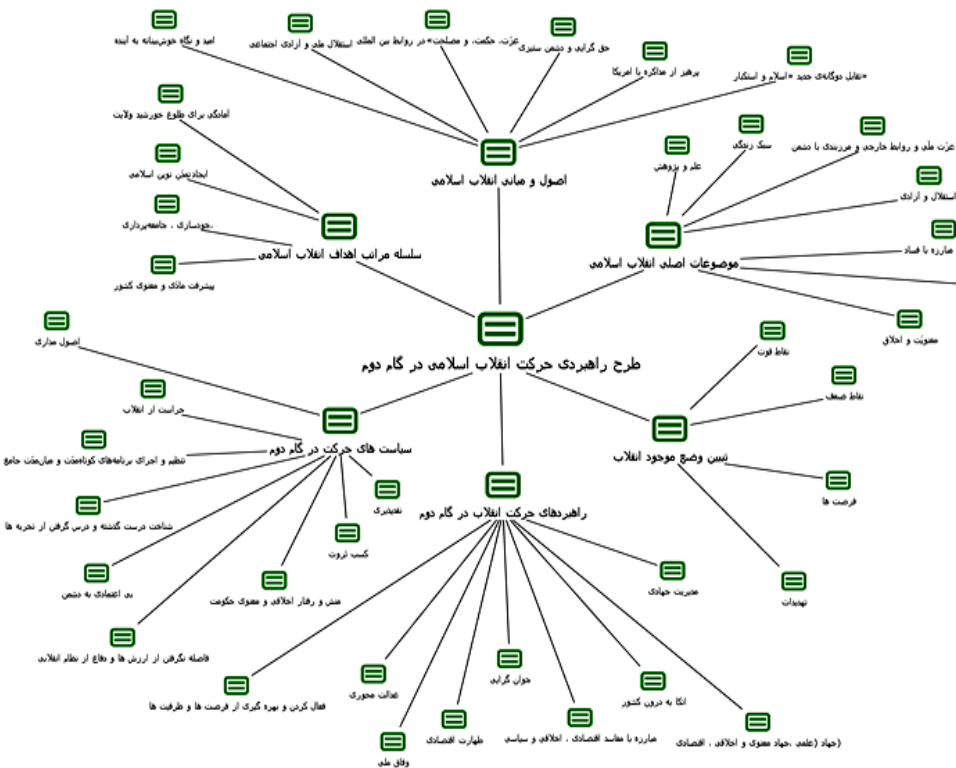 امید و نگاه خوش‌بینانه به آینده
استقلال ملی و آزادی اجتماعی
عزّت، حکمت، و مصلحت» در روابط بین المللی
حق گرایی و دشمن ستیزی
پرهیز از مذاکره با امریکا
«تقابل دوگانه‌ی جدید «اسلام و استکبار
اصول و مبانی انقلاب اسلامی
آمادگی برای طلوع خورشید ولایت
ایجادتمدّن نوین اسلامی
.خودسازی ، جامعه‌پردازی
پیشرفت مادّی و معنوی کشور
سلسله مراتب اهداف انقلاب اسلامی
علم و پژوهش
سبک زندگی
عزّت ملّی و روابط خارجی و مرزبندی با دشمن
استقلال و آزادی
مبارزه با فساد
معنویّت و اخلاق
موضوعات اصلی انقلاب اسلامی
طرح راهبردی حرکت انقلاب اسلامی در گام دوم
اصول مداری
حراست از انقلاب
تنظیم و اجرای برنامه‌های کوتاه‌مدّت و میان‌مدّت جامع
شناخت درست گذشته و درس گرفتن از تجربه ها
بی اعتمادی به دشمن
فاصله نگرفتن از ارزش ها و دفاع از نظام انقلابی
منش و رفتار اخلاقی و معنوی حکومت
کسب ثروت
نقدپذیری
سیاست های حرکت در گام دوم
نقاط قوت
نقاط ضعف
فرصت ها
تهدیدات
تبیین وضع موجود انقلاب
راهبردهای حرکت انقلاب در گام دوم
مدیریت جهادی
فعال کردن و بهره گیری از فرصت ها و ظرفیت ها
عدالت محوری
وفاق ملی
طهارت اقتصادی
جوان گرایی
مبارزه با مفاسد اقتصادی ، اخلاقی و سیاسی
اتکا به درون کشور
(جهاد (علمی ،جهاد معنوی و اخلاقی ، اقتصادی